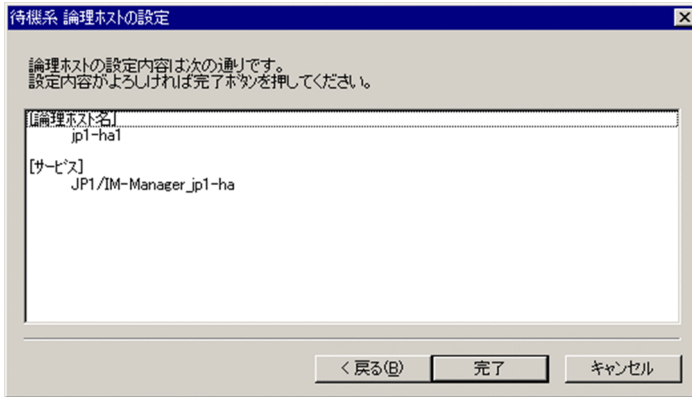 待機系 論理ホストの設定
論理ホストの設定内容は次の通りです。
設定内容がよろしければ完了ボタンを押してください。
[論理ホスト名]
jp1-ha1
[サービス]
JP1/IM-Manager_jp1-ha
< 戻る(B)
完了
キャンセル